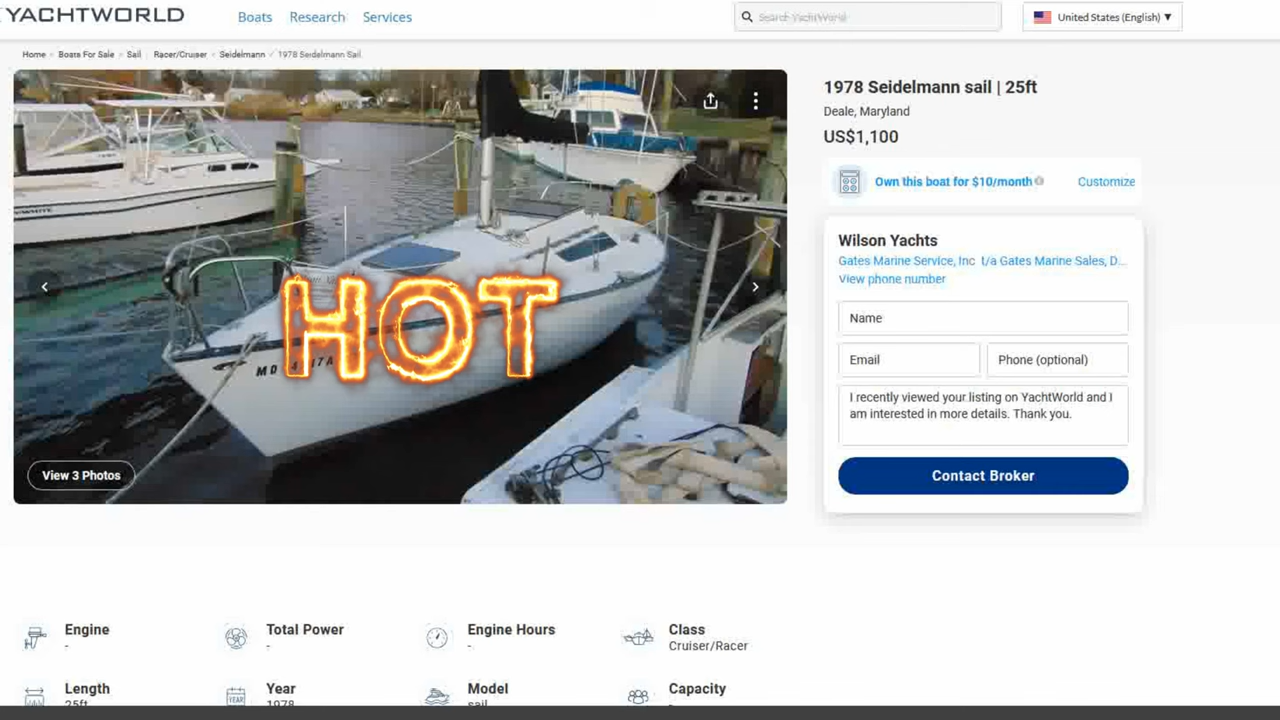 YACHTWORLD
Boats Research Services
Search YachtWorld
United States (English) ▼
Home Boats For Sale Sail Racer/Cruiser Seidelmann 1978 Seidelmann Sail
1978 Seidelmann sail | 25ft
Deale, Maryland
US$1,100
Own this boat for $10/month
Customize
Wilson Yachts
Gates Marine Service, Inc t/a Gates Marine Sales, D...
View phone number
Name
Email
Phone (optional)
I recently viewed your listing on YachtWorld and I
am interested in more details. Thank you.
Contact Broker
HOT
View 3 Photos
Engine
-
Total Power
-
Engine Hours
-
Class
Cruiser/Racer
Length
25ft
Year
1978
Model
sail
Capacity
-